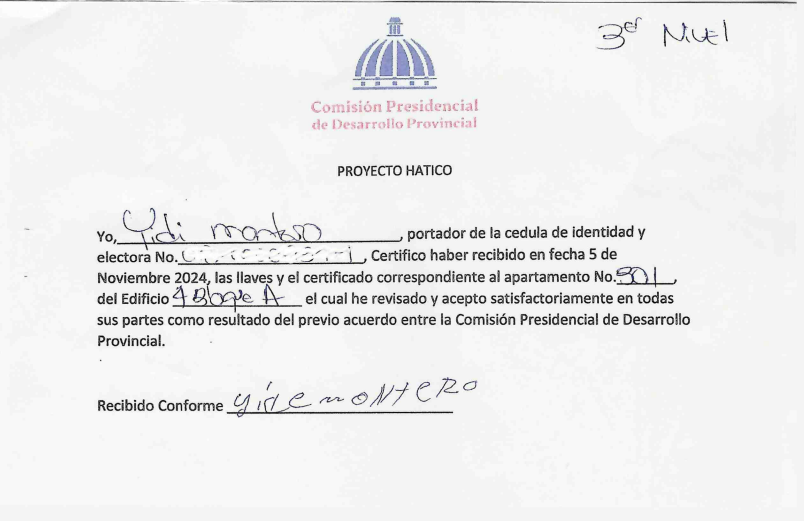 3er Nivel
Comisión Presidencial
de Desarrollo Provincial
PROYECTO HATICO
Yo, Yidi montero, portador de la cedula de identidad y
electora No. , Certifico haber recibido en fecha 5 de
Noviembre 2024, las llaves y el certificado correspondiente al apartamento No. 301,
del Edificio 4 Bloque A el cual he revisado y acepto satisfactoriamente en todas
sus partes como resultado del previo acuerdo entre la Comisión Presidencial de Desarrollo
Provincial.
Recibido Conforme yide montero